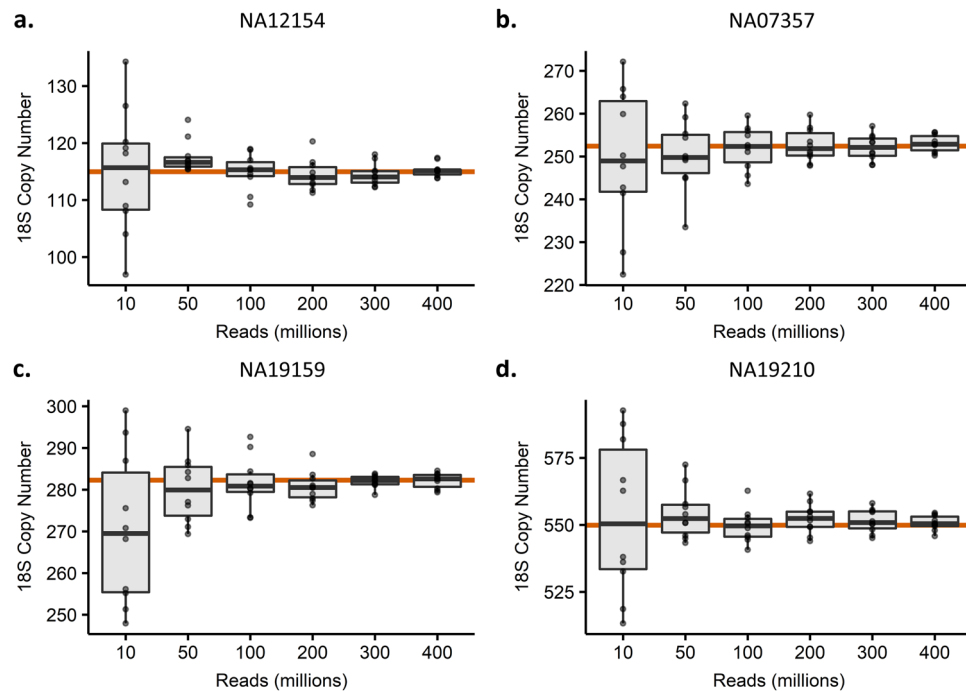 a. NA12154
18S Copy Number
130
120
110
100
10 50 100 200 300 400
Reads (millions)
b. NA07357
18S Copy Number
270
260
250
240
230
220
10 50 100 200 300 400
Reads (millions)
c. NA19159
18S Copy Number
300
290
280
270
260
250
10 50 100 200 300 400
Reads (millions)
d. NA19210
18S Copy Number
575
550
525
10 50 100 200 300 400
Reads (millions)